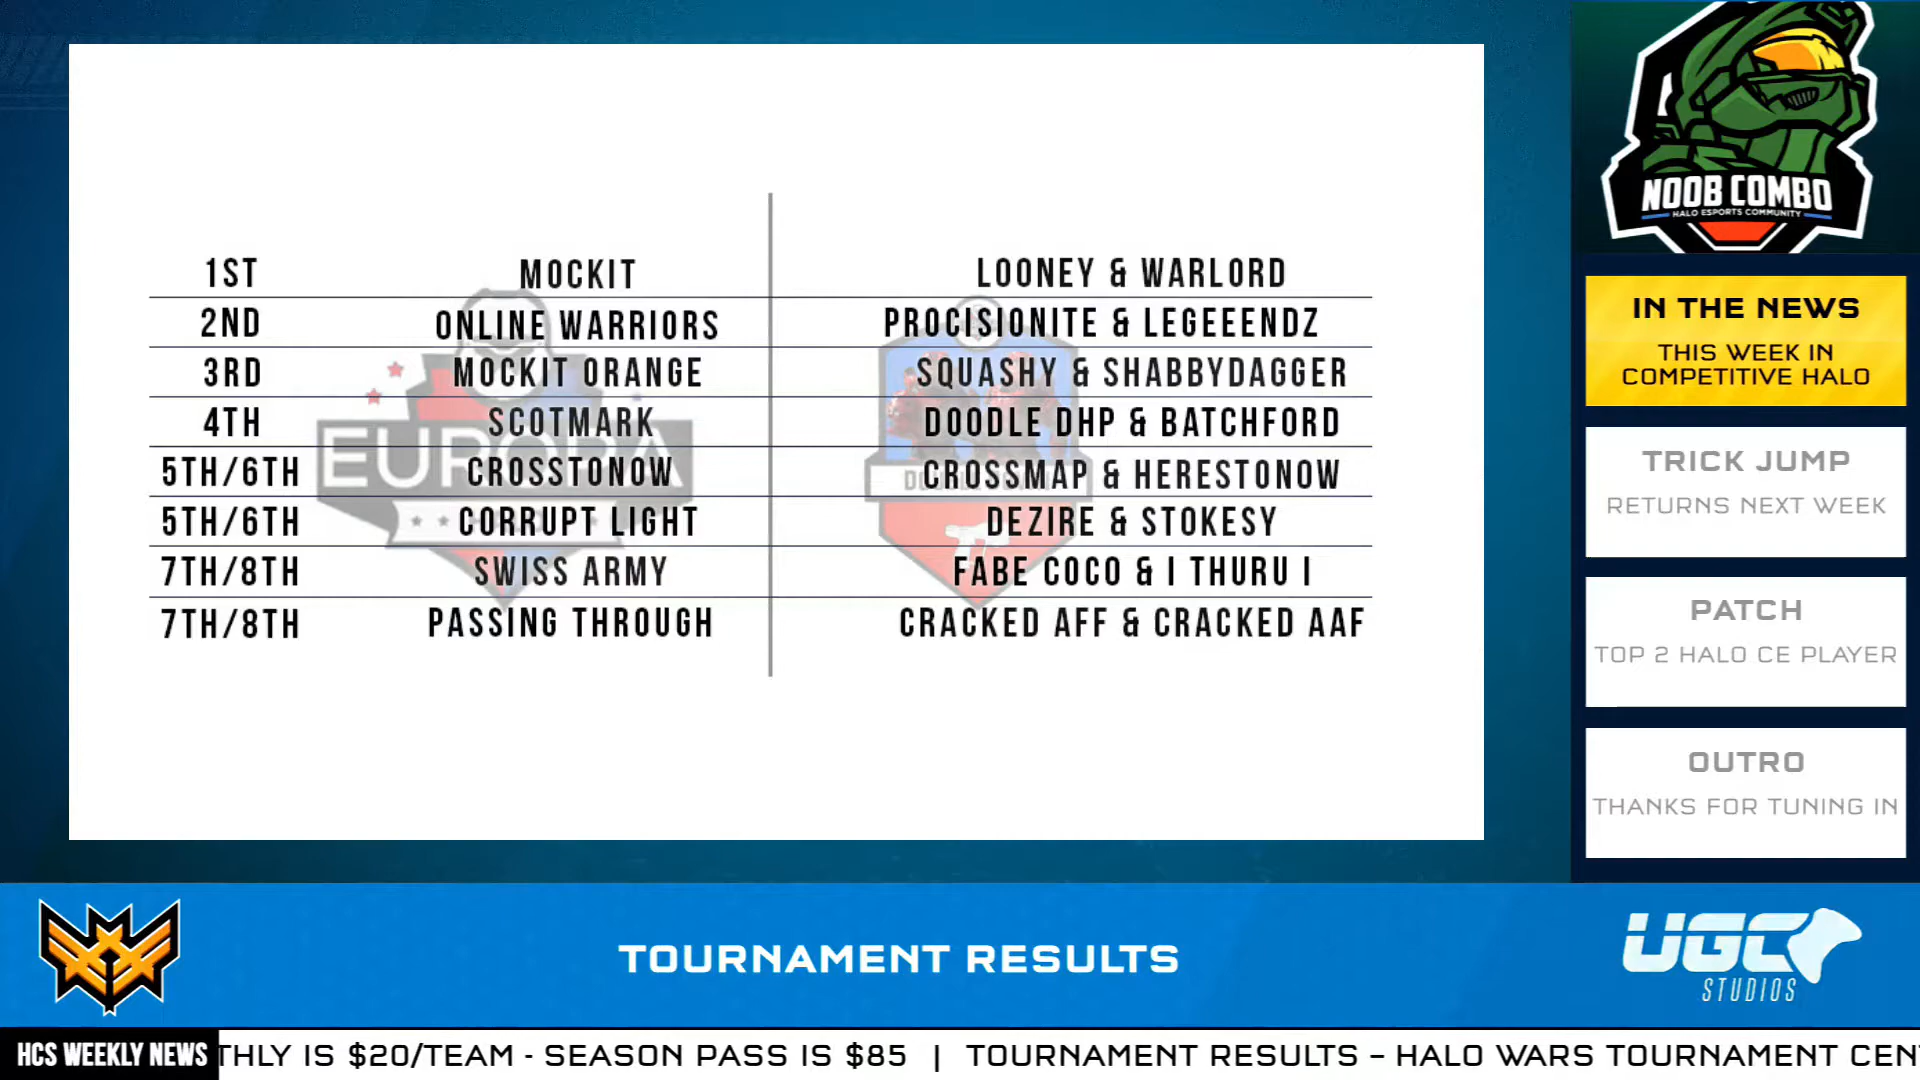 1ST MOCKIT LOONEY & WARLORD
2ND ONLINE WARRIORS PROCISIONITE & LEGEEENDZ
3RD MOCKIT ORANGE SQUASHY & SHABBYDAGGER
4TH SCOTMARK DOODLE DHP & BATCHFORD
5TH/6TH CROSSTONOW CROSSMAP & HERESTONOW
5TH/6TH CORRUPT LIGHT DEZIRE & STOKESY
7TH/8TH SWISS ARMY FABE COCO & I THURU I
7TH/8TH PASSING THROUGH CRACKED AFF & CRACKED AAF
EUROPA
NOOB COMBO
HALO ESPORTS COMMUNITY
IN THE NEWS
THIS WEEK IN
COMPETITIVE HALO
TRICK JUMP
RETURNS NEXT WEEK
PATCH
TOP 2 HALO CE PLAYER
OUTRO
THANKS FOR TUNING IN
TOURNAMENT RESULTS
UGC
STUDIOS
HCS WEEKLY NEWS THLY IS $20/TEAM - SEASON PASS IS $85 | TOURNAMENT RESULTS – HALO WARS TOURNAMENT CEN